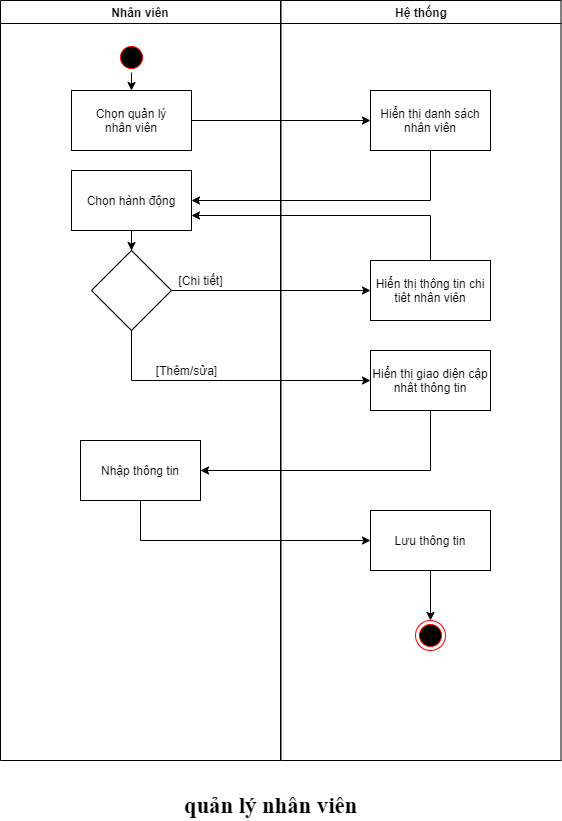 Nhân viên
Hệ thống
Chọn quản lý
nhân viên
Hiển thị danh sách
nhân viên
Chọn hành động
[Chi tiết]
Hiển thị thông tin chi
tiêt nhân viên
[Thêm/sửa]
Hiển thị giao diện cập
nhât thông tin
Nhập thông tin
Lưu thông tin
quản lý nhân viên